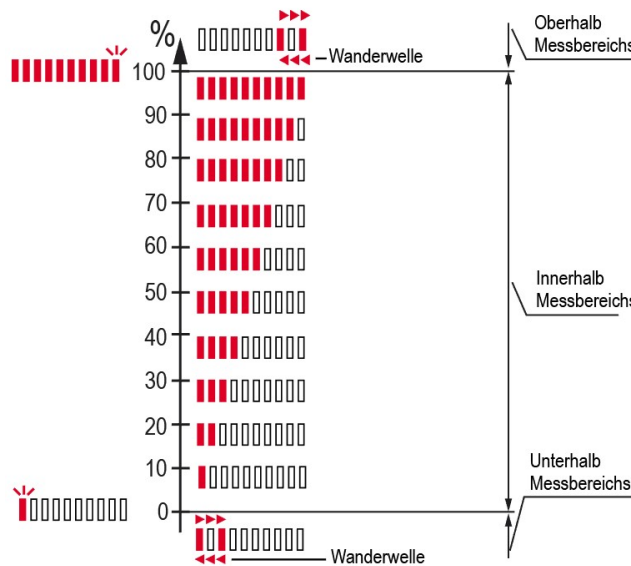 %
Oberhalb
Messbereichs
Wanderwelle
100
90
80
70
60
50
40
30
20
10
0
Innerhalb
Messbereichs
Unterhalb
Messbereichs
Wanderwelle